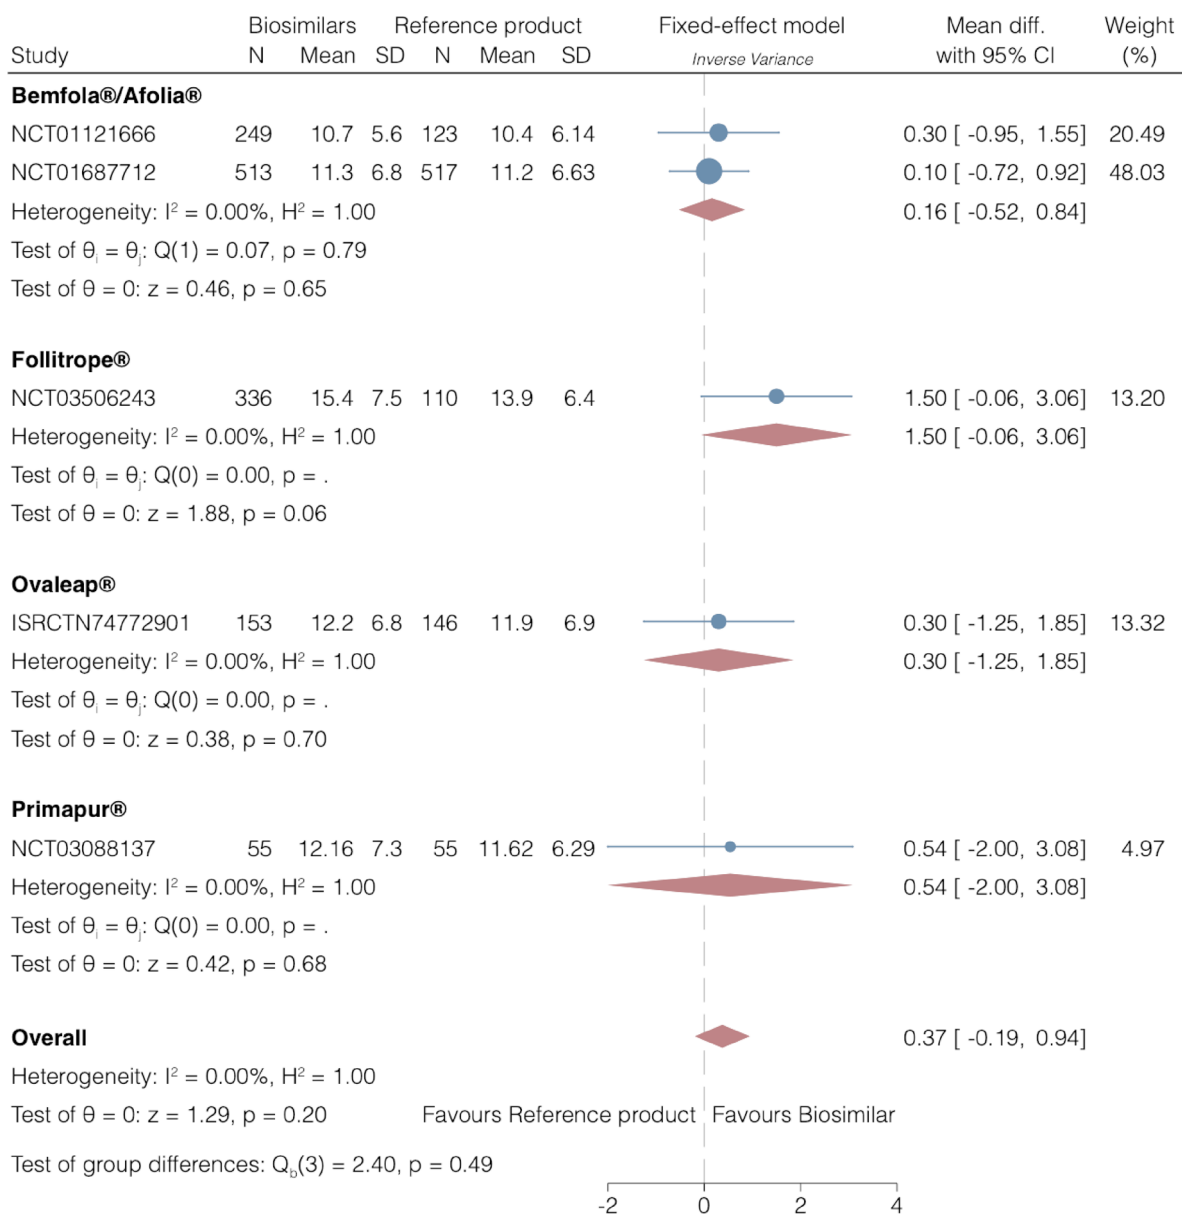 Biosimilars Reference product Fixed-effect model Mean diff. Weight
Study N Mean SD N Mean SD Inverse Variance with 95% CI (%)
Bemfola®/Afolia®
NCT01121666 249 10.7 5.6 123 10.4 6.14 0.30 [ -0.95, 1.55] 20.49
NCT01687712 513 11.3 6.8 517 11.2 6.63 0.10 [ -0.72, 0.92] 48.03
Heterogeneity: I² = 0.00%, H² = 1.00 0.16 [ -0.52, 0.84]
Test of θᵢ = θⱼ: Q(1) = 0.07, p = 0.79
Test of θ = 0: z = 0.46, p = 0.65
Follitrope®
NCT03506243 336 15.4 7.5 110 13.9 6.4 1.50 [ -0.06, 3.06] 13.20
Heterogeneity: I² = 0.00%, H² = 1.00 1.50 [ -0.06, 3.06]
Test of θᵢ = θⱼ: Q(0) = 0.00, p = .
Test of θ = 0: z = 1.88, p = 0.06
Ovaleap®
ISRCTN74772901 153 12.2 6.8 146 11.9 6.9 0.30 [ -1.25, 1.85] 13.32
Heterogeneity: I² = 0.00%, H² = 1.00 0.30 [ -1.25, 1.85]
Test of θᵢ = θⱼ: Q(0) = 0.00, p = .
Test of θ = 0: z = 0.38, p = 0.70
Primapur®
NCT03088137 55 12.16 7.3 55 11.62 6.29 0.54 [ -2.00, 3.08] 4.97
Heterogeneity: I² = 0.00%, H² = 1.00 0.54 [ -2.00, 3.08]
Test of θᵢ = θⱼ: Q(0) = 0.00, p = .
Test of θ = 0: z = 0.42, p = 0.68
Overall 0.37 [ -0.19, 0.94]
Heterogeneity: I² = 0.00%, H² = 1.00
Test of θ = 0: z = 1.29, p = 0.20 Favours Reference product Favours Biosimilar
Test of group differences: Q_b(3) = 2.40, p = 0.49
-2 0 2 4